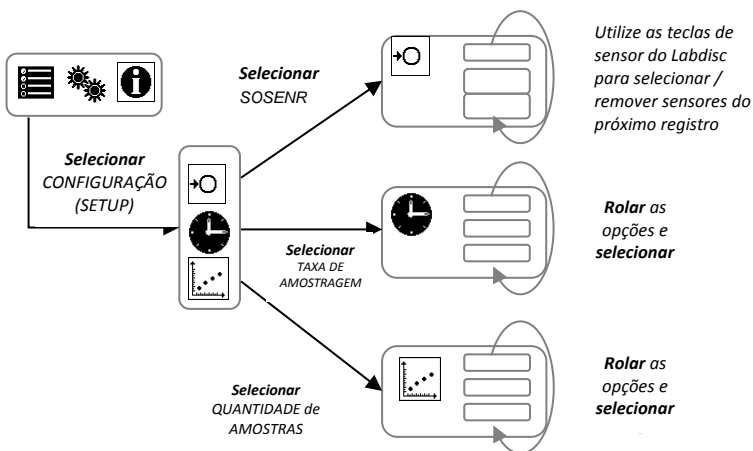 Selecionar
SOSENR
Utilize as teclas de
sensor do Labdisc
para selecionar /
remover sensores do
próximo registro
Selecionar
CONFIGURAÇÃO
(SETUP)
Selecionar
TAXA DE
AMOSTRAGEM
Rolar as
opções e
selecionar
Selecionar
QUANTIDADE de
AMOSTRAS
Rolar as
opções e
selecionar